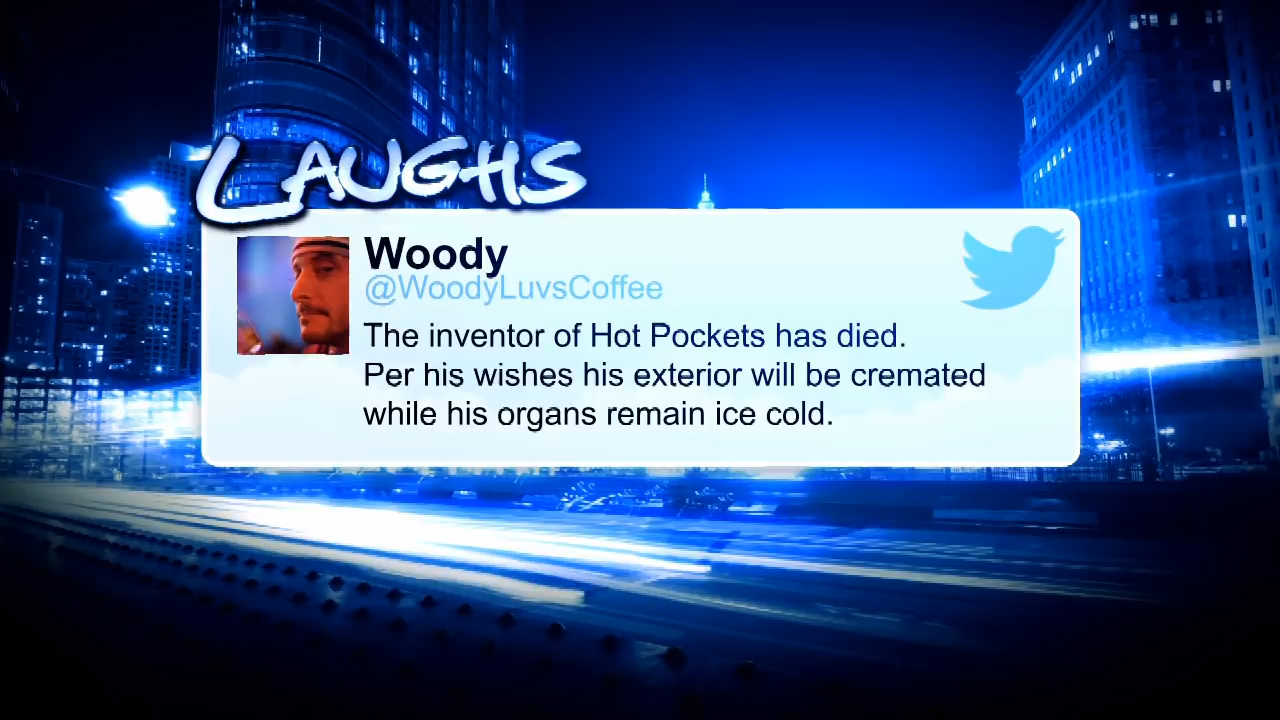 LAUGHS
Woody
@WoodyLuvsCoffee
The inventor of Hot Pockets has died.
Per his wishes his exterior will be cremated
while his organs remain ice cold.